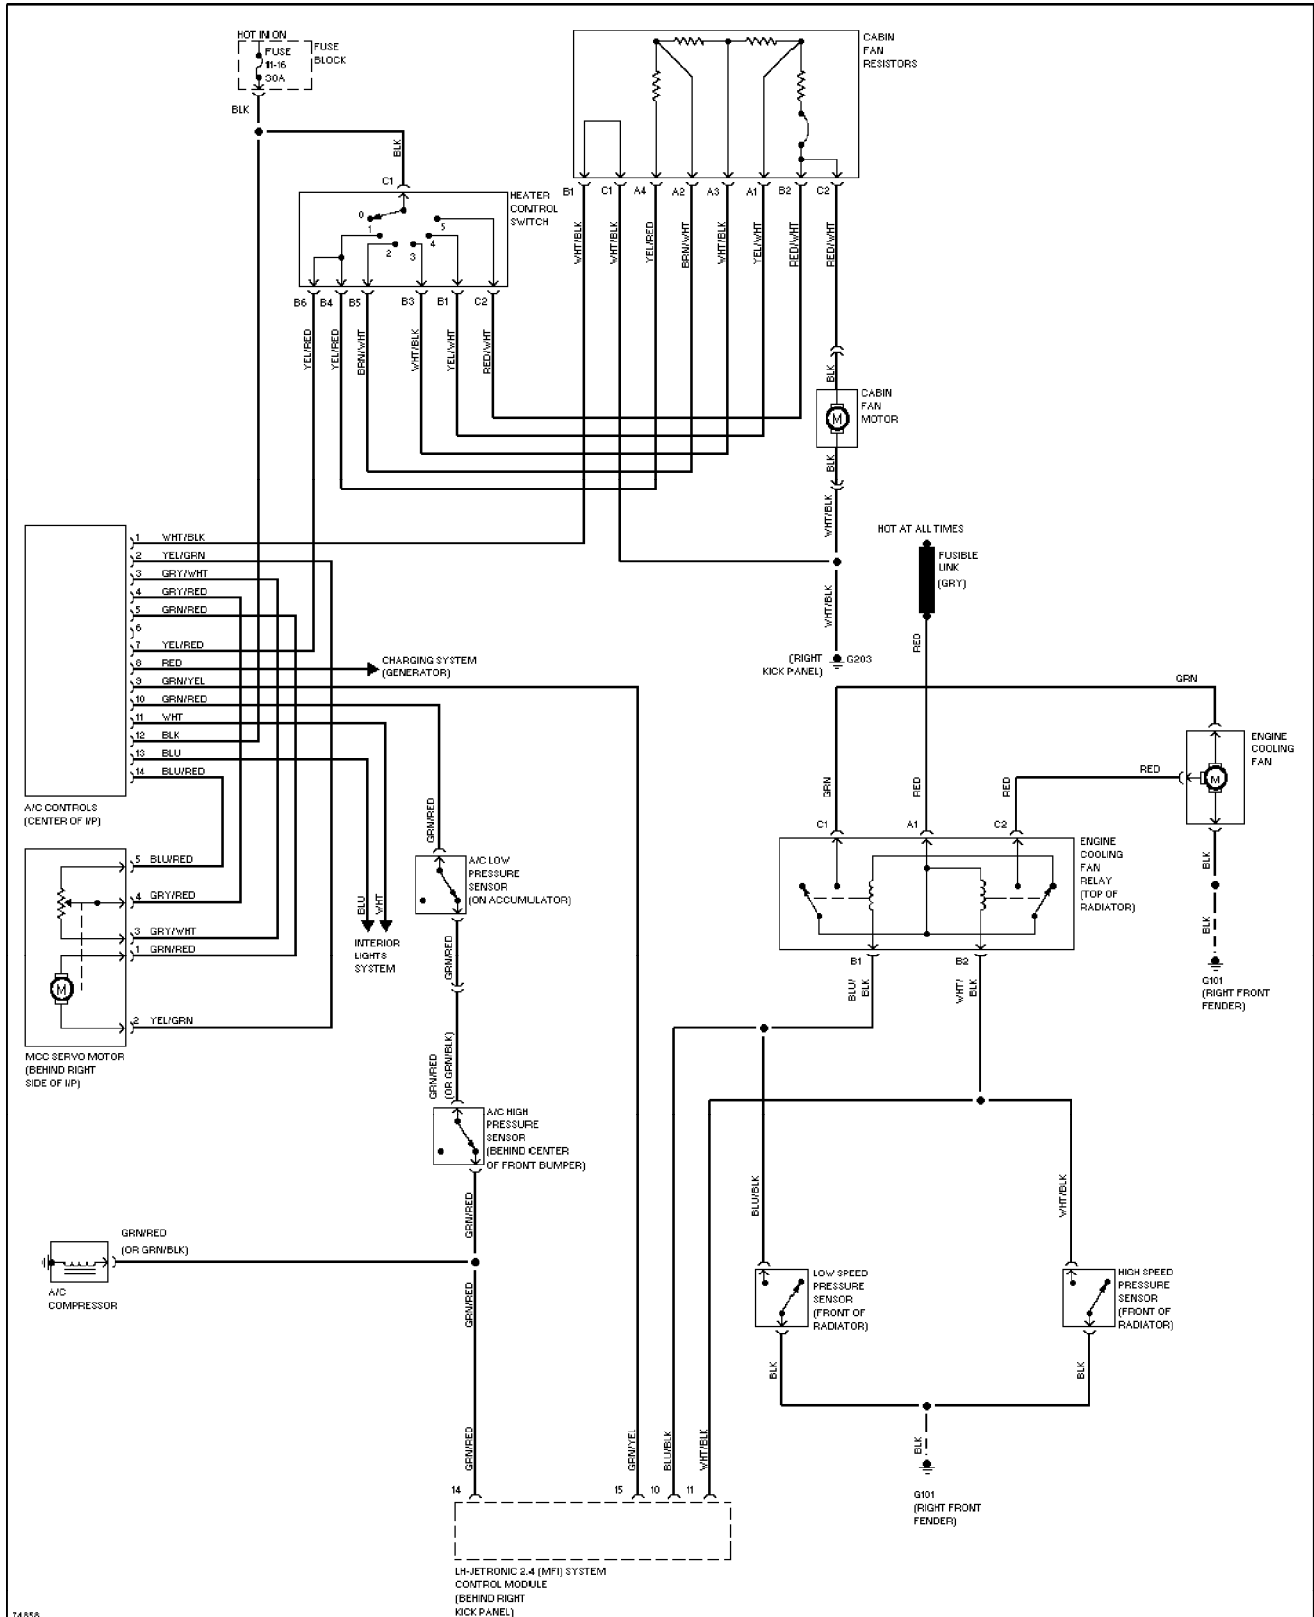 HOT IN ON
FUSE
11-16
30A
FUSE
BLOCK
BLK
BLK
C1
HEATER
CONTROL
SWITCH
0
1
2
3
4
5
B6
B4
B5
B3
B1
C2
YEL/RED
YEL/RED
BRN/WHT
WHT/BLK
YEL/WHT
RED/WHT
CABIN
FAN
RESISTORS
B1
C1
A4
A2
A3
A1
B2
C2
WHT/BLK
WHT/BLK
YEL/RED
BRN/WHT
WHT/BLK
YEL/WHT
RED/WHT
RED/WHT
BLK
CABIN
FAN
MOTOR
M
BLK
WHT/BLK
WHT/BLK
(RIGHT
KICK PANEL)
G203
HOT AT ALL TIMES
FUSIBLE
LINK
(GRY)
RED
1 WHT/BLK
2 YEL/GRN
3 GRY/WHT
4 GRY/RED
5 GRN/RED
6
7 YEL/RED
8 RED
9 GRN/YEL
10 GRN/RED
11 WHT
12 BLK
13 BLU
14 BLU/RED
A/C CONTROLS
(CENTER OF I/P)
CHARGING SYSTEM
(GENERATOR)
5 BLU/RED
4 GRY/RED
3 GRY/WHT
1 GRN/RED
2 YEL/GRN
M
MCC SERVO MOTOR
(BEHIND RIGHT
SIDE OF I/P)
BLU
WHT
INTERIOR
LIGHTS
SYSTEM
GRN/RED
A/C LOW
PRESSURE
SENSOR
(ON ACCUMULATOR)
GRN/RED
GRN/RED
(OR GRN/BLK)
A/C HIGH
PRESSURE
SENSOR
(BEHIND CENTER
OF FRONT BUMPER)
GRN/RED
GRN/RED
(OR GRN/BLK)
A/C
COMPRESSOR
GRN/RED
GRN/RED
GRN/YEL
BLU/BLK
WHT/BLK
14
15
10
11
LH-JETRONIC 2.4 (MFI) SYSTEM
CONTROL MODULE
(BEHIND RIGHT
KICK PANEL)
GRN
GRN
RED
RED
RED
C1
A1
C2
ENGINE
COOLING
FAN
M
ENGINE
COOLING
FAN
RELAY
(TOP OF
RADIATOR)
B1
B2
BLU/
BLK
WHT/
BLK
BLK
BLK
G101
(RIGHT FRONT
FENDER)
BLU/BLK
WHT/BLK
LOW SPEED
PRESSURE
SENSOR
(FRONT OF
RADIATOR)
HIGH SPEED
PRESSURE
SENSOR
(FRONT OF
RADIATOR)
BLK
BLK
BLK
G101
(RIGHT FRONT
FENDER)
74858